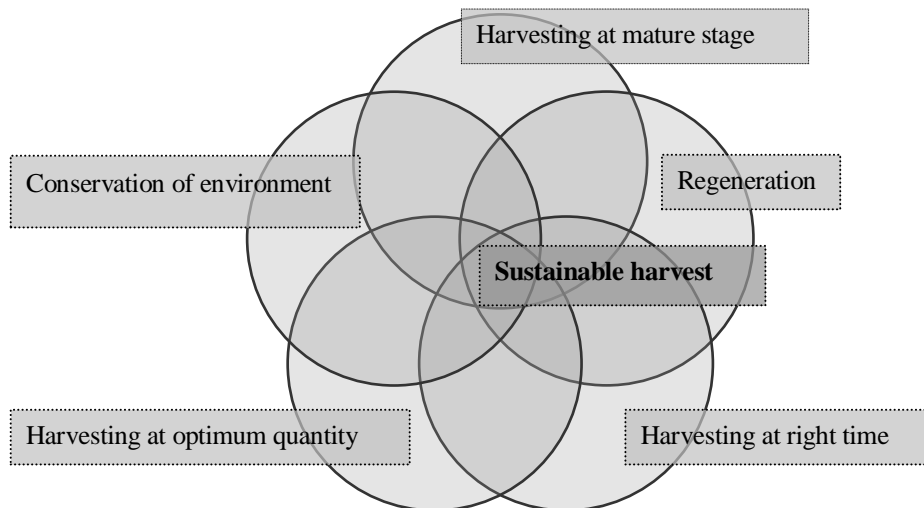 Harvesting at mature stage
Conservation of environment
Regeneration
Sustainable harvest
Harvesting at optimum quantity
Harvesting at right time